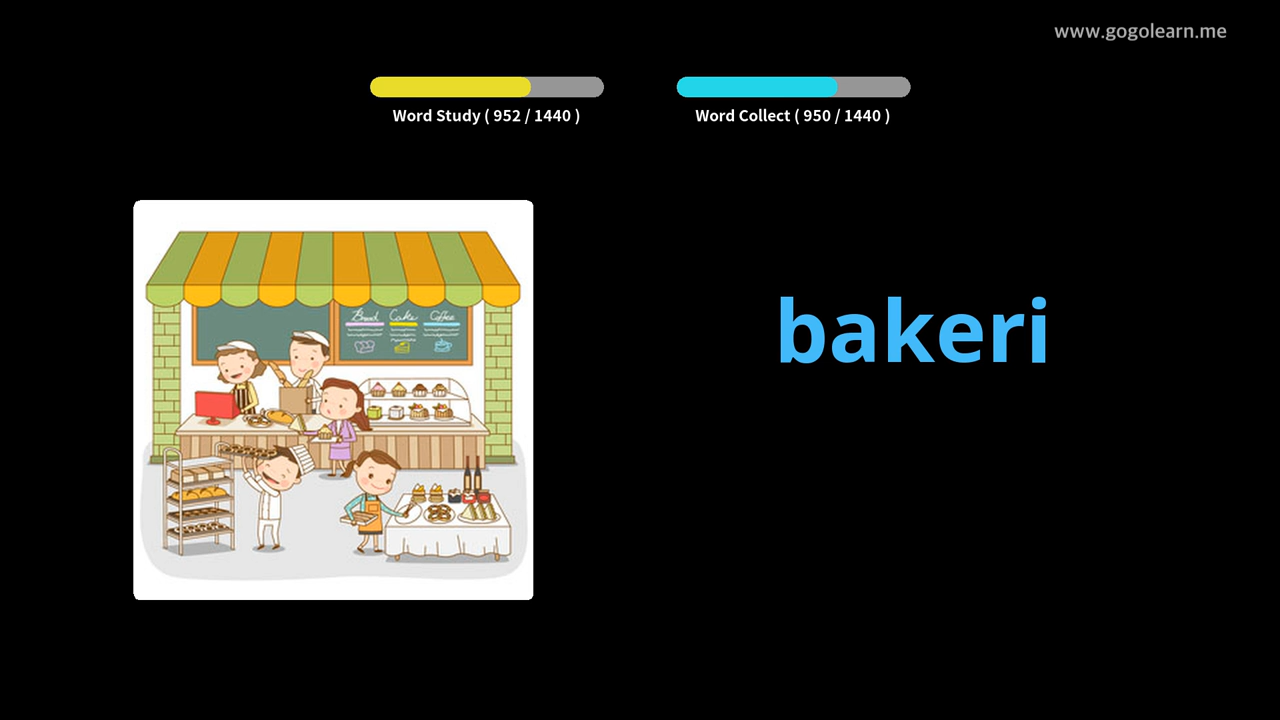 www.gogolearn.me
Word Study ( 952 / 1440 )
Word Collect ( 950 / 1440 )
Bread Cake Coffee
bakeri